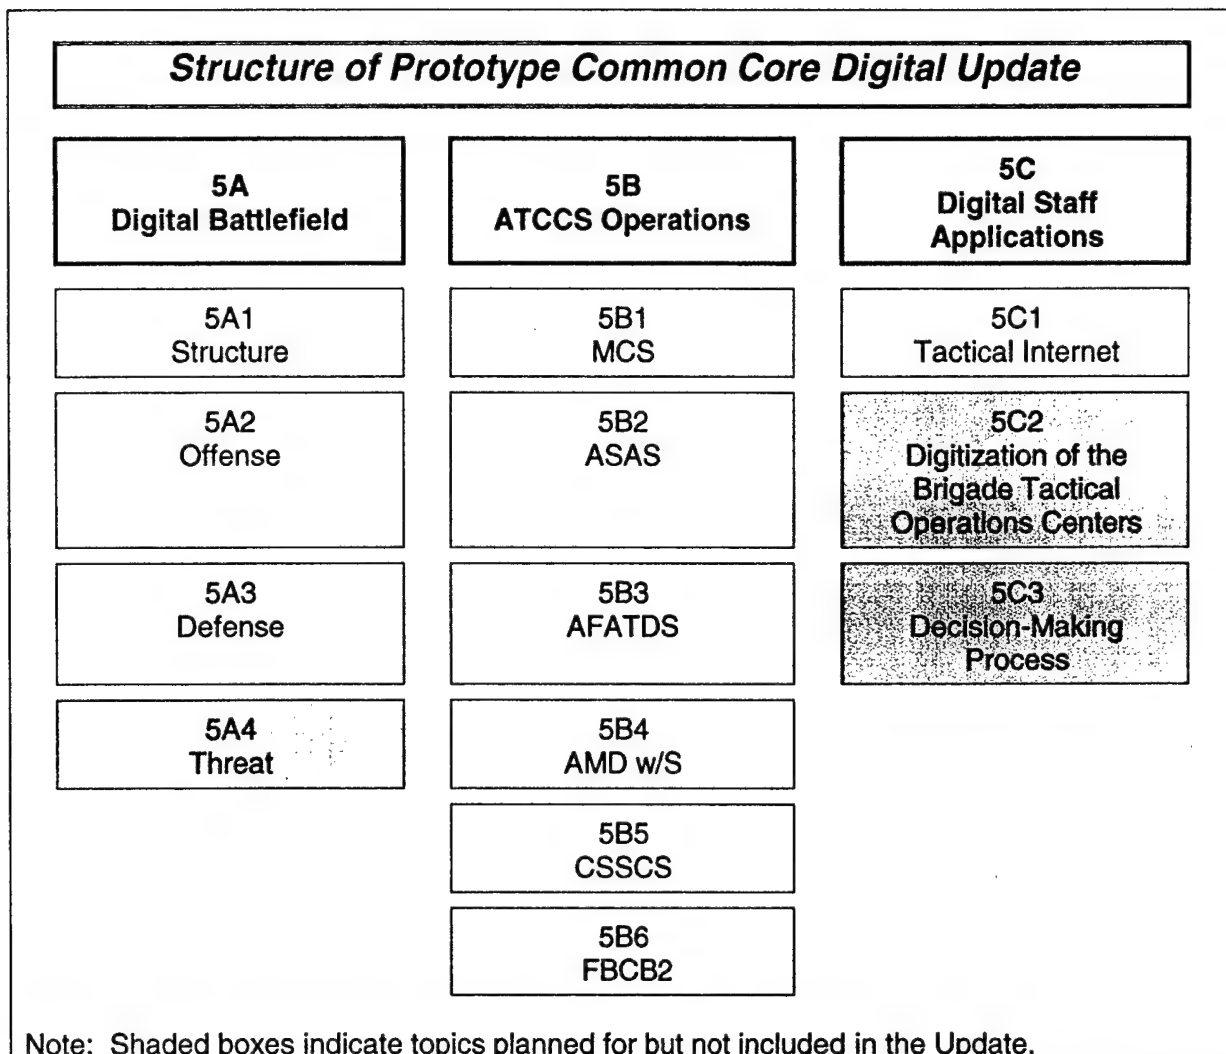 Structure of Prototype Common Core Digital Update
5A
Digital Battlefield
5B
ATCCS Operations
5C
Digital Staff
Applications
5A1
Structure
5B1
MCS
5C1
Tactical Internet
5A2
Offense
5B2
ASAS
5C2
Digitization of the
Brigade Tactical
Operations Centers
5A3
Defense
5B3
AFATDS
5C3
Decision-Making
Process
5A4
Threat
5B4
AMD w/S
5B5
CSSCS
5B6
FBCB2
Note: Shaded boxes indicate topics planned for but not included in the Update.